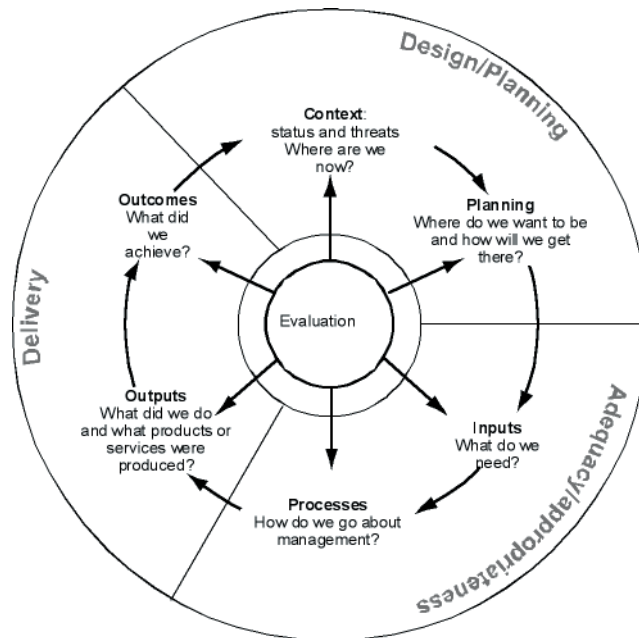 Design/Planning
Context:
status and threats
Where are we
now?
Planning
Where do we want to be
and how will we get
there?
Outcomes
What did
we
achieve?
Evaluation
Delivery
Outputs
What did we do
and what products or
services were
produced?
Inputs
What do we
need?
Processes
How do we go about
management?
Adequacy/appropriateness